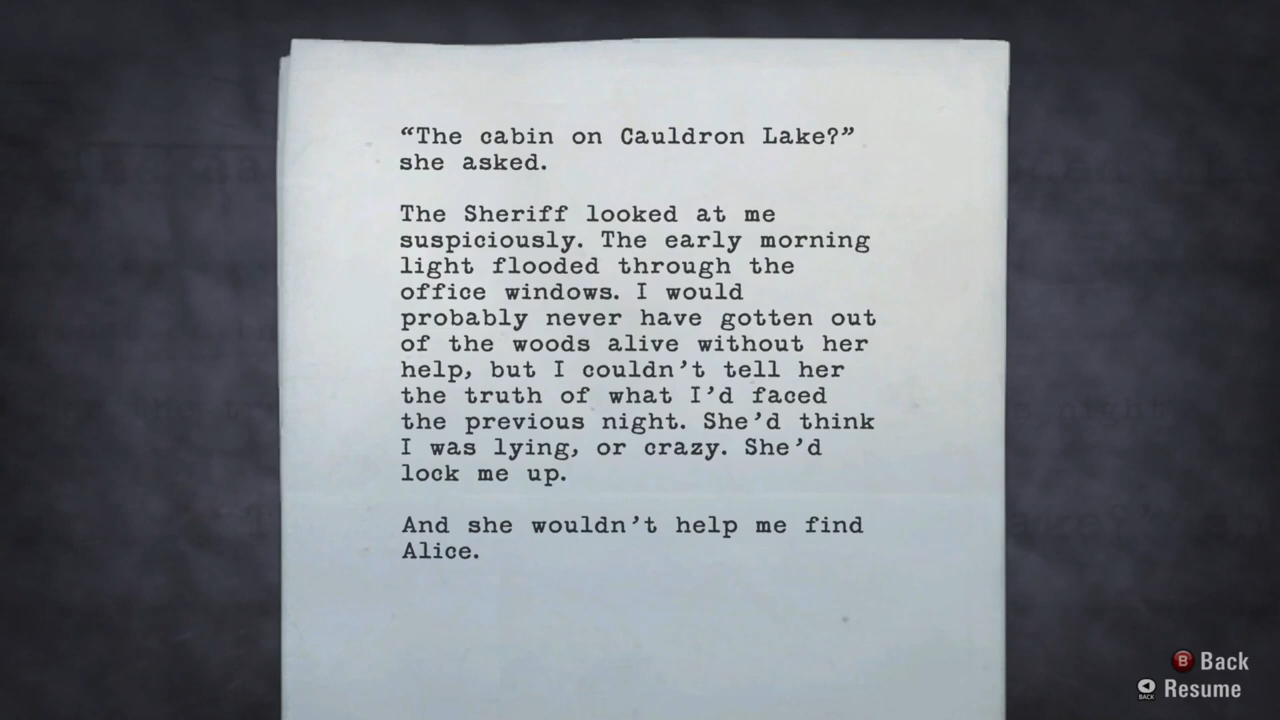 “The cabin on Cauldron Lake?”
she asked.
The Sheriff looked at me
suspiciously. The early morning
light flooded through the
office windows. I would
probably never have gotten out
of the woods alive without her
help, but I couldn’t tell her
the truth of what I’d faced
the previous night. She’d think
I was lying, or crazy. She’d
lock me up.
And she wouldn’t help me find
Alice.
B Back
BACK Resume